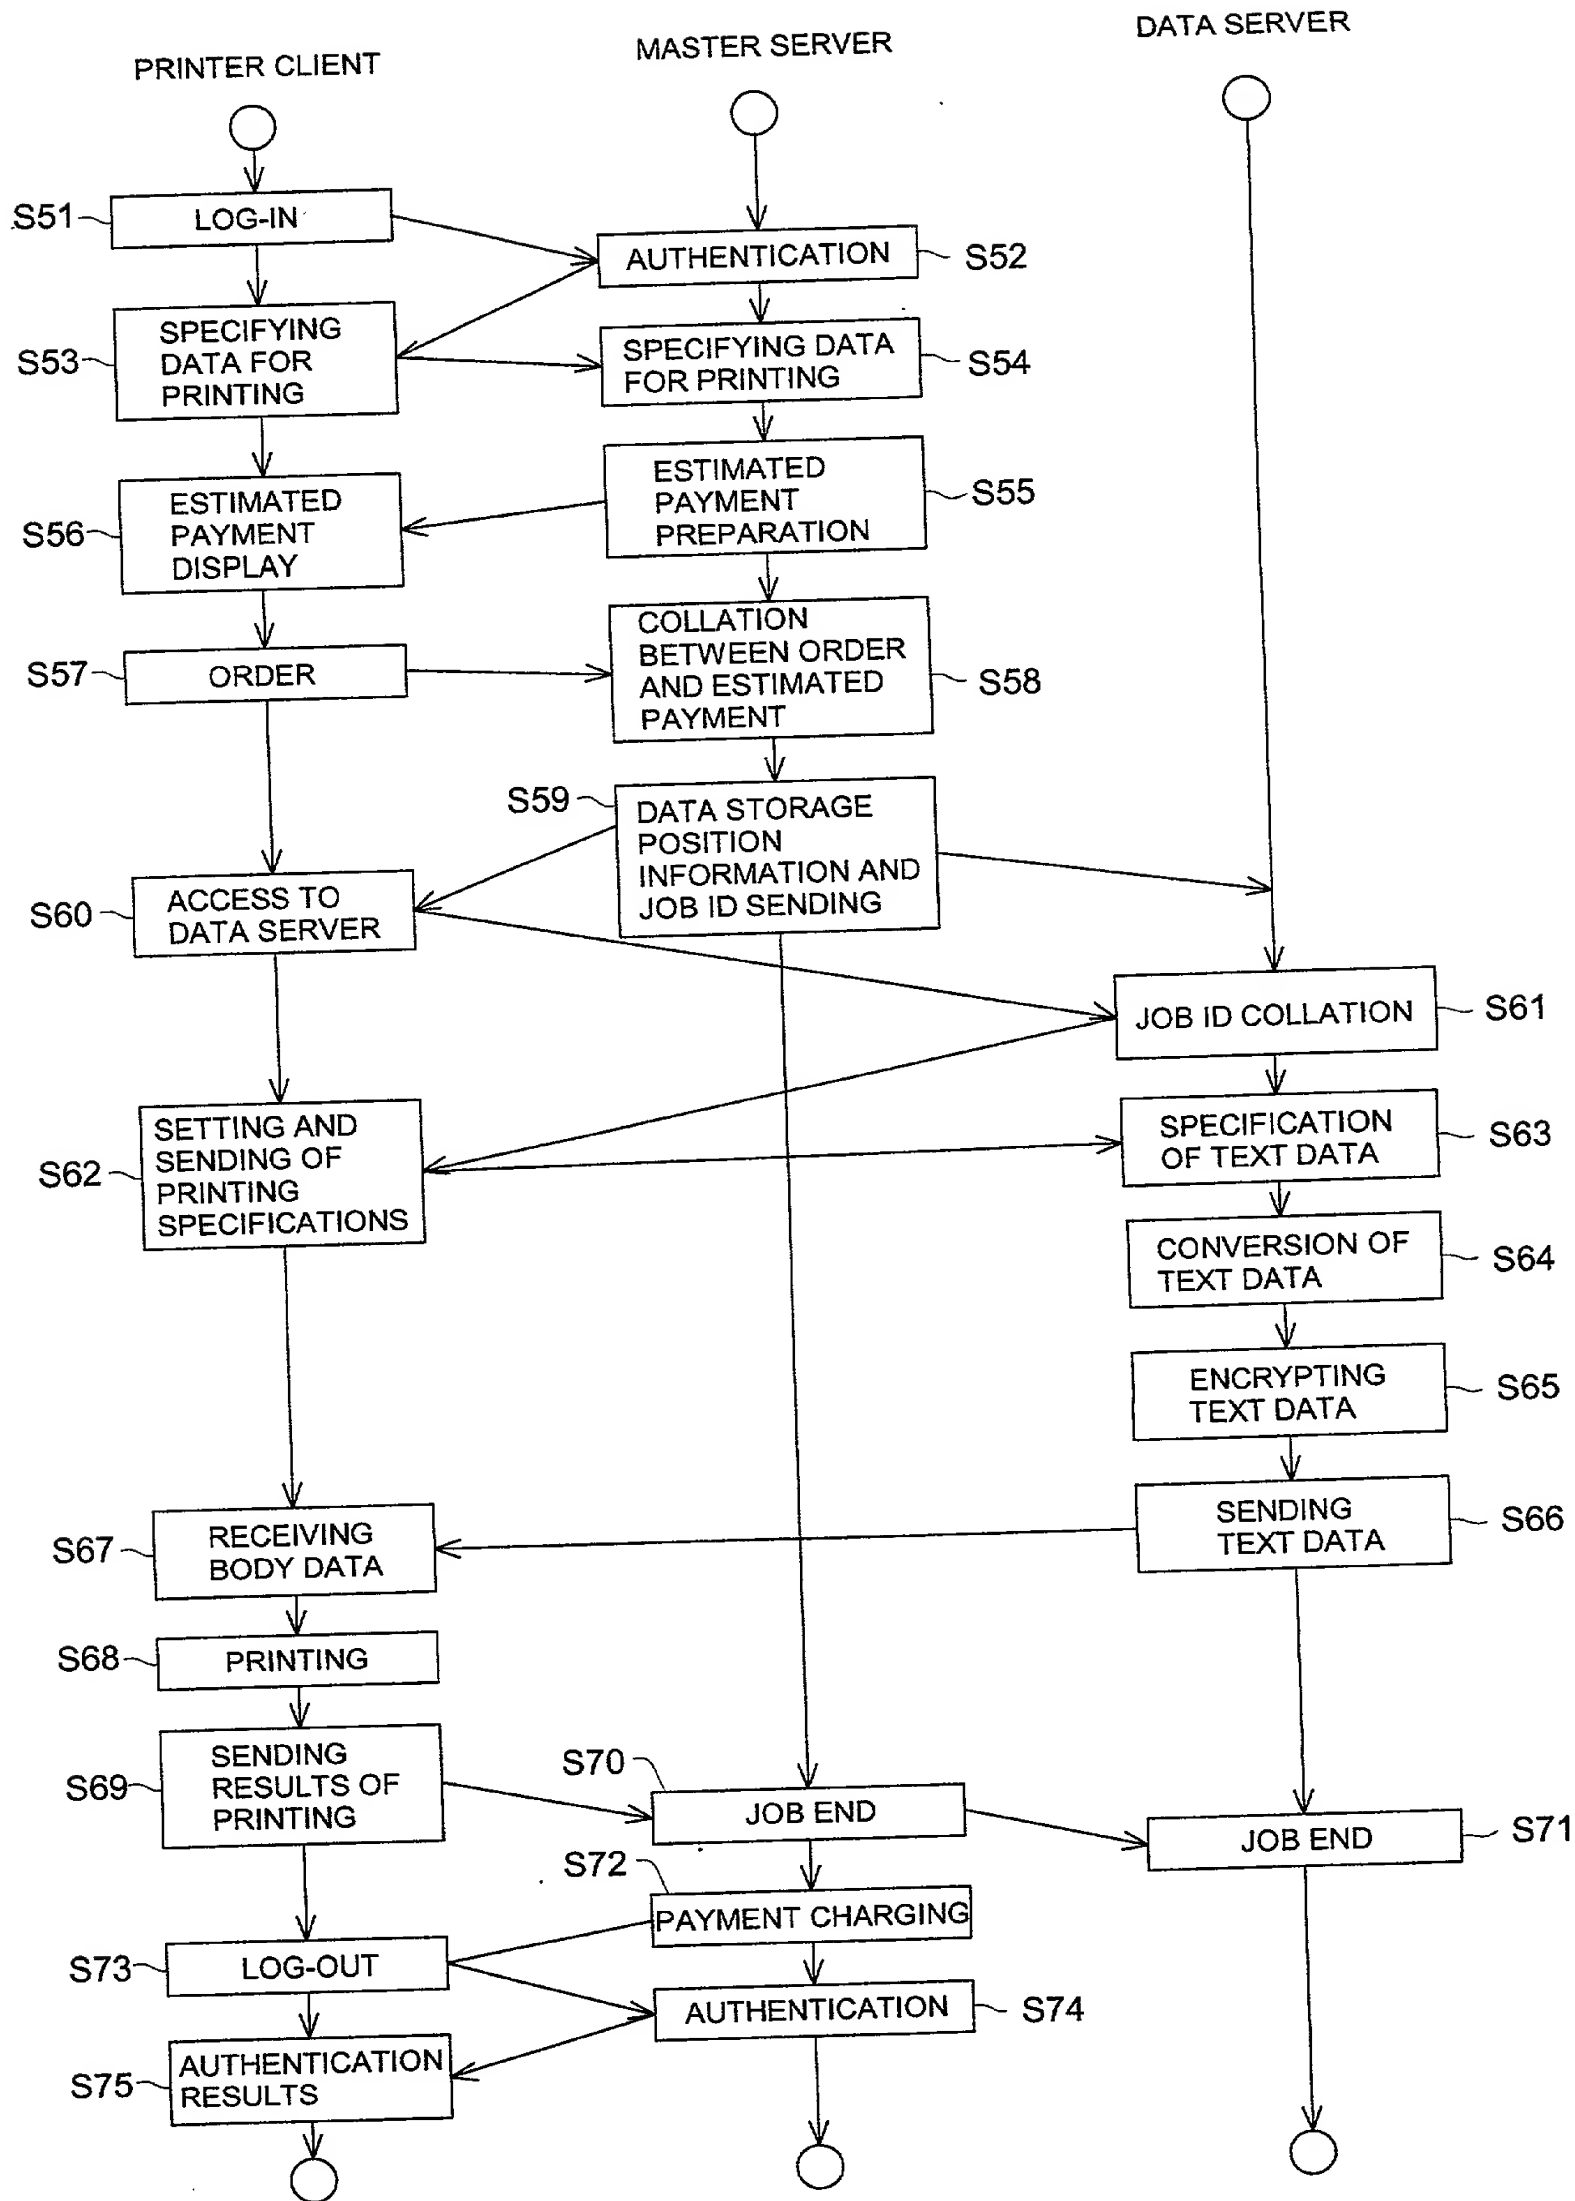 PRINTER CLIENT
MASTER SERVER
DATA SERVER
S51
LOG-IN
AUTHENTICATION
S52
S53
SPECIFYING
DATA FOR
PRINTING
SPECIFYING DATA
FOR PRINTING
S54
ESTIMATED
PAYMENT
PREPARATION
S55
S56
ESTIMATED
PAYMENT
DISPLAY
S57
ORDER
COLLATION
BETWEEN ORDER
AND ESTIMATED
PAYMENT
S58
S59
DATA STORAGE
POSITION
INFORMATION AND
JOB ID SENDING
S60
ACCESS TO
DATA SERVER
JOB ID COLLATION
S61
S62
SETTING AND
SENDING OF
PRINTING
SPECIFICATIONS
SPECIFICATION
OF TEXT DATA
S63
CONVERSION OF
TEXT DATA
S64
ENCRYPTING
TEXT DATA
S65
SENDING
TEXT DATA
S66
S67
RECEIVING
BODY DATA
S68
PRINTING
S69
SENDING
RESULTS OF
PRINTING
S70
JOB END
JOB END
S71
S72
PAYMENT CHARGING
S73
LOG-OUT
AUTHENTICATION
S74
S75
AUTHENTICATION
RESULTS